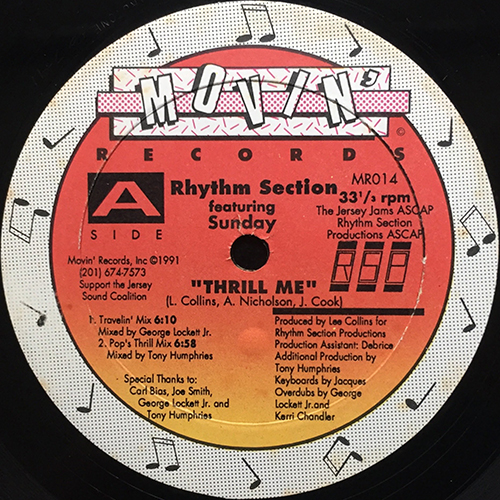 MOVIN'
RECORDS
©
MR014
A
SIDE
Rhythm Section
featuring
Sunday
33 1/3 rpm
The Jersey Jams ASCAP
Rhythm Section
Productions ASCAP
Movin' Records, Inc ©1991
(201) 674-7573
Support the Jersey
Sound Coalition
RSP
"THRILL ME"
(L. Collins, A. Nicholson, J. Cook)
1. Travelin' Mix 6:10
Mixed by George Lockett Jr.
2. Pop's Thrill Mix 6:58
Mixed by Tony Humphries
Special Thanks to:
Carl Bias, Joe Smith,
George Lockett Jr. and
Tony Humphries
Produced by Lee Collins for
Rhythm Section Productions
Production Assistant: Debrice
Additional Production by
Tony Humphries
Keyboards by Jacques
Overdubs by George
Lockett Jr.and
Kerri Chandler